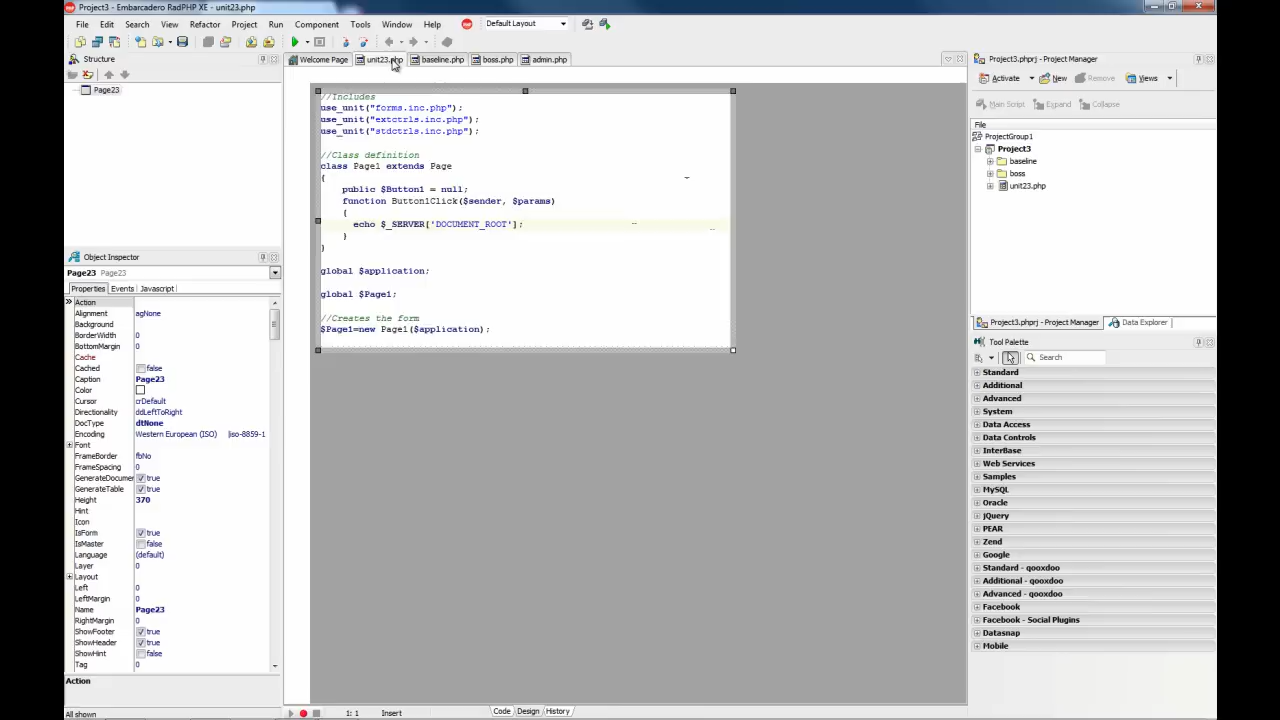 Project3 - Embarcadero RadPHP XE - unit23.php
File Edit Search View Refactor Project Run Component Tools Window Help
Default Layout
Structure
Page23
Object Inspector
Page23 Page23
Properties Events Javascript
Action
Alignment agNone
Background
BorderWidth 0
BottomMargin 0
Cache
Cached false
Caption Page23
Color
Cursor crDefault
Directionality ddLeftToRight
DocType dtNone
Encoding Western European (ISO) |iso-8859-1
Font
FrameBorder fbNo
FrameSpacing 0
GenerateDocumer true
GenerateTable true
Height 370
Hint
Icon
IsForm true
IsMaster false
Language (default)
Layer 0
Layout
Left 0
LeftMargin 0
Name Page23
RightMargin 0
ShowFooter true
ShowHeader true
ShowHint false
Tag 0
Action
All shown
Welcome Page unit23.php baseline.php boss.php admin.php
//Includes
use_unit("forms.inc.php");
use_unit("extctrls.inc.php");
use_unit("stdctrls.inc.php");
//Class definition
class Page1 extends Page
{
public $Button1 = null;
function Button1Click($sender, $params)
{
echo $_SERVER['DOCUMENT_ROOT'];
}
}
global $application;
global $Page1;
//Creates the form
$Page1=new Page1($application);
1: 1 Insert Code Design History
Project3.phprj - Project Manager
Activate New Remove Views
Main Script Expand Collapse
File
ProjectGroup1
Project3
baseline
boss
unit23.php
Project3.phprj - Project Manager Data Explorer
Tool Palette
Search
Standard
Additional
Advanced
System
Data Access
Data Controls
InterBase
Web Services
Samples
MySQL
Oracle
jQuery
PEAR
Zend
Google
Standard - qooxdoo
Additional - qooxdoo
Advanced - qooxdoo
Facebook
Facebook - Social Plugins
Datasnap
Mobile